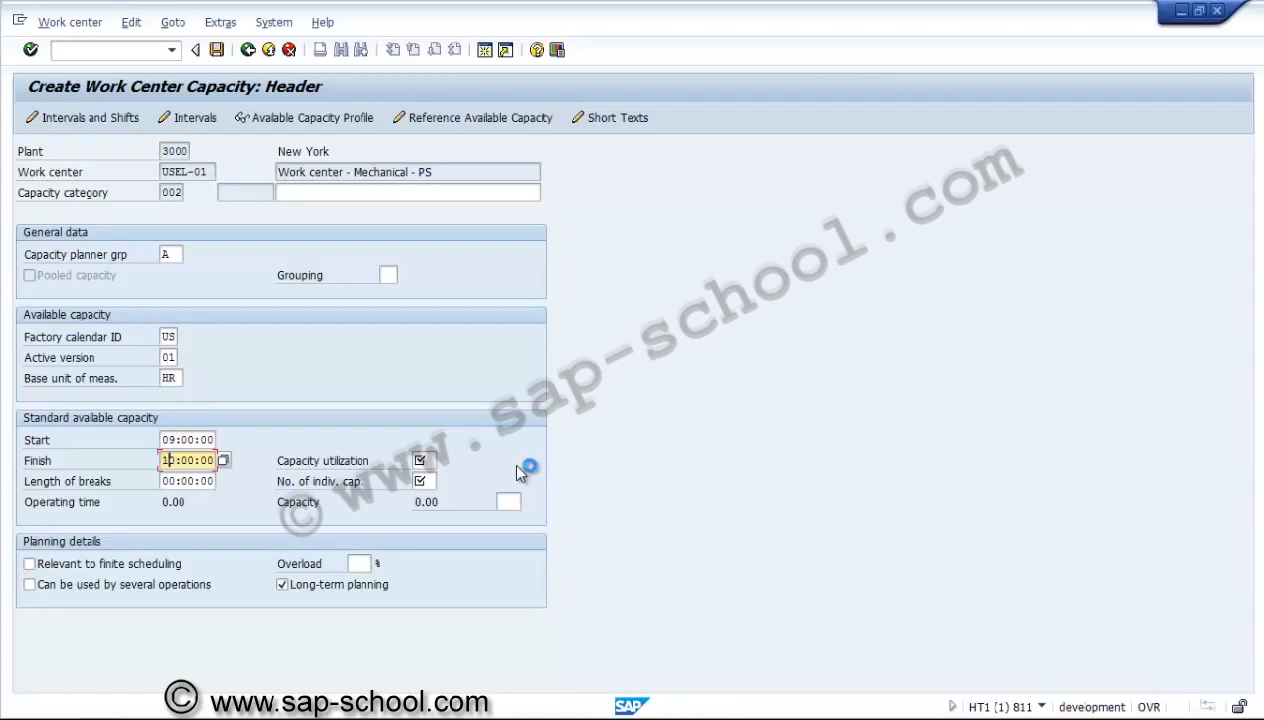 Work center Edit Goto Extras System Help
Create Work Center Capacity: Header
Intervals and Shifts Intervals Available Capacity Profile Reference Available Capacity Short Texts
Plant 3000 New York
Work center USEL-01 Work center - Mechanical - PS
Capacity category 002
General data
Capacity planner grp A
Pooled capacity Grouping
Available capacity
Factory calendar ID US
Active version 01
Base unit of meas. HR
Standard available capacity
Start 09:00:00
Finish 10:00:00 Capacity utilization
Length of breaks 00:00:00 No. of indiv. cap.
Operating time 0.00 Capacity 0.00
Planning details
Relevant to finite scheduling Overload %
Can be used by several operations Long-term planning
© www.sap-school.com
© www.sap-school.com
SAP HT1 (1) 811 development OVR